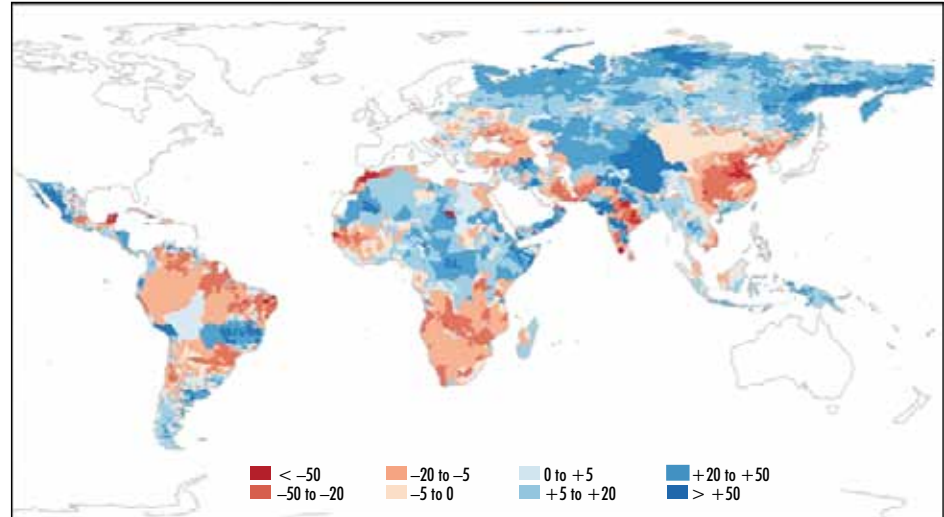 < –50 –20 to –5 0 to +5 +20 to +50
–50 to –20 –5 to 0 +5 to +20 > +50